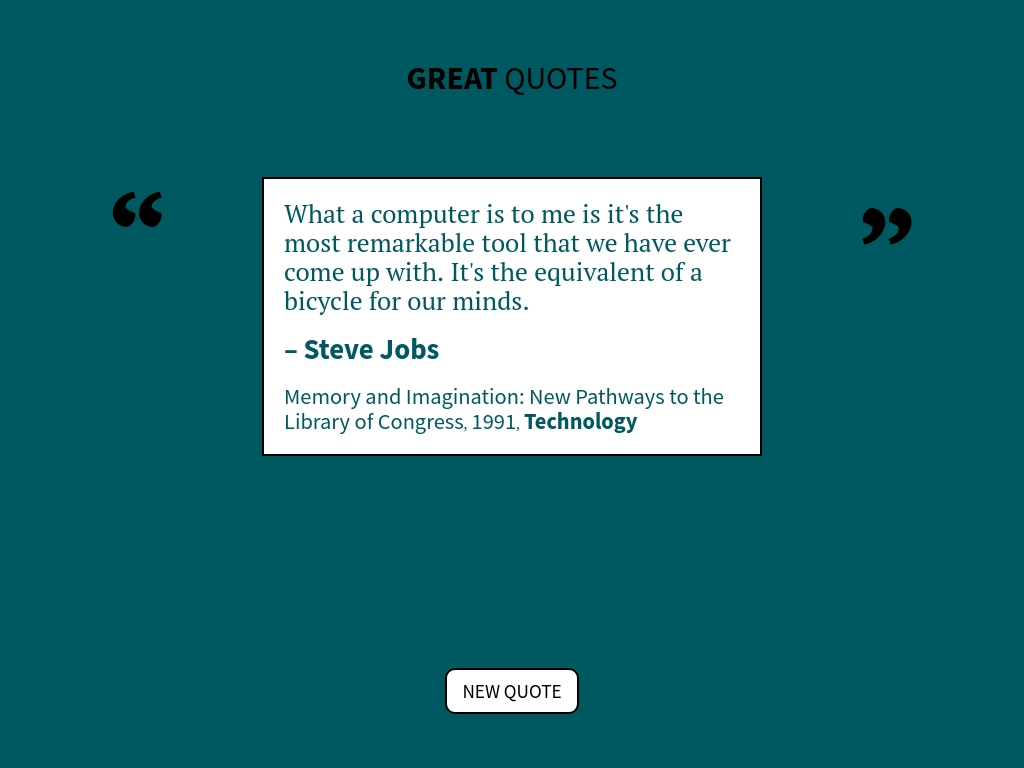 GREAT QUOTES
“
”
What a computer is to me is it's the
most remarkable tool that we have ever
come up with. It's the equivalent of a
bicycle for our minds.
– Steve Jobs
Memory and Imagination: New Pathways to the
Library of Congress, 1991, Technology
NEW QUOTE